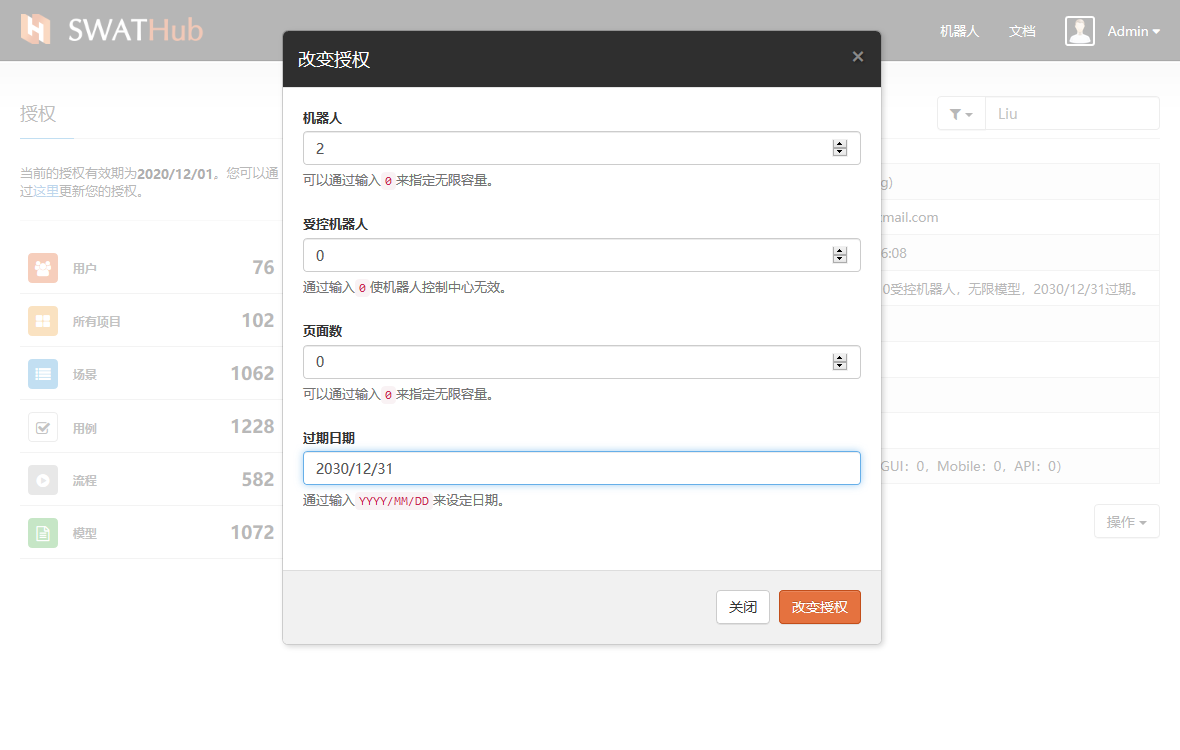 SWATHub
机器人 文档 Admin
授权
Liu
当前的授权有效期为2020/12/01。您可以通
过这里更新您的授权。
用户 76
所有项目 102
场景 1062
用例 1228
流程 582
模型 1072
改变授权 ×
机器人
2
可以通过输入 0 来指定无限容量。
受控机器人
0
通过输入 0 使机器人控制中心无效。
页面数
0
可以通过输入 0 来指定无限容量。
过期日期
2030/12/31
通过输入 YYYY/MM/DD 来设定日期。
关闭 改变授权
g)
mail.com
6:08
0受控机器人，无限模型，2030/12/31过期。
GUI：0，Mobile：0，API：0)
操作